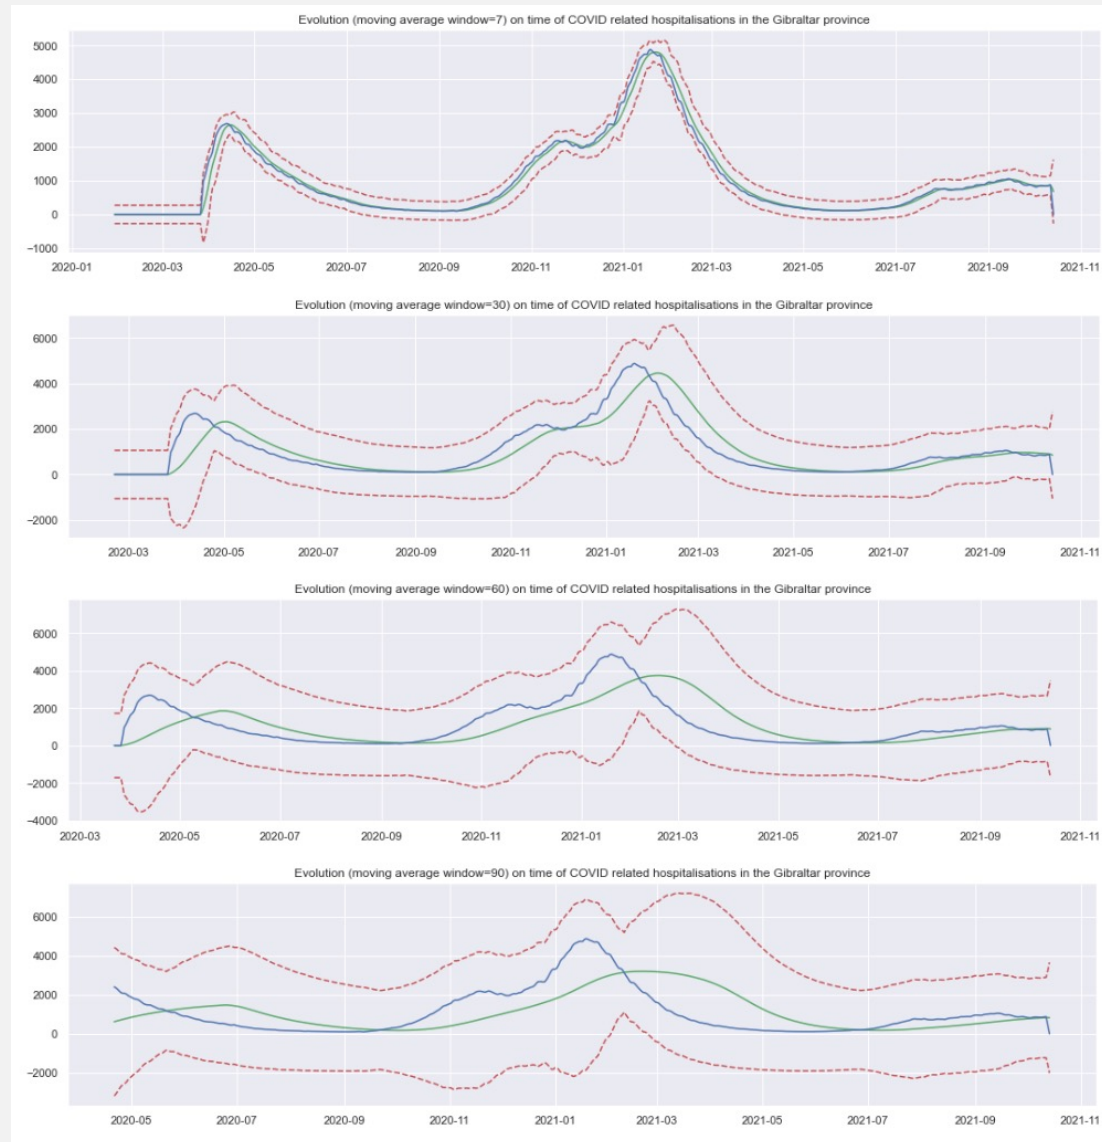 Evolution (moving average window=7) on time of COVID related hospitalisations in the Gibraltar province
5000
4000
3000
2000
1000
0
−1000
2020-01 2020-03 2020-05 2020-07 2020-09 2020-11 2021-01 2021-03 2021-05 2021-07 2021-09 2021-11
Evolution (moving average window=30) on time of COVID related hospitalisations in the Gibraltar province
6000
4000
2000
0
−2000
2020-03 2020-05 2020-07 2020-09 2020-11 2021-01 2021-03 2021-05 2021-07 2021-09 2021-11
Evolution (moving average window=60) on time of COVID related hospitalisations in the Gibraltar province
6000
4000
2000
0
−2000
−4000
2020-03 2020-05 2020-07 2020-09 2020-11 2021-01 2021-03 2021-05 2021-07 2021-09 2021-11
Evolution (moving average window=90) on time of COVID related hospitalisations in the Gibraltar province
6000
4000
2000
0
−2000
2020-05 2020-07 2020-09 2020-11 2021-01 2021-03 2021-05 2021-07 2021-09 2021-11